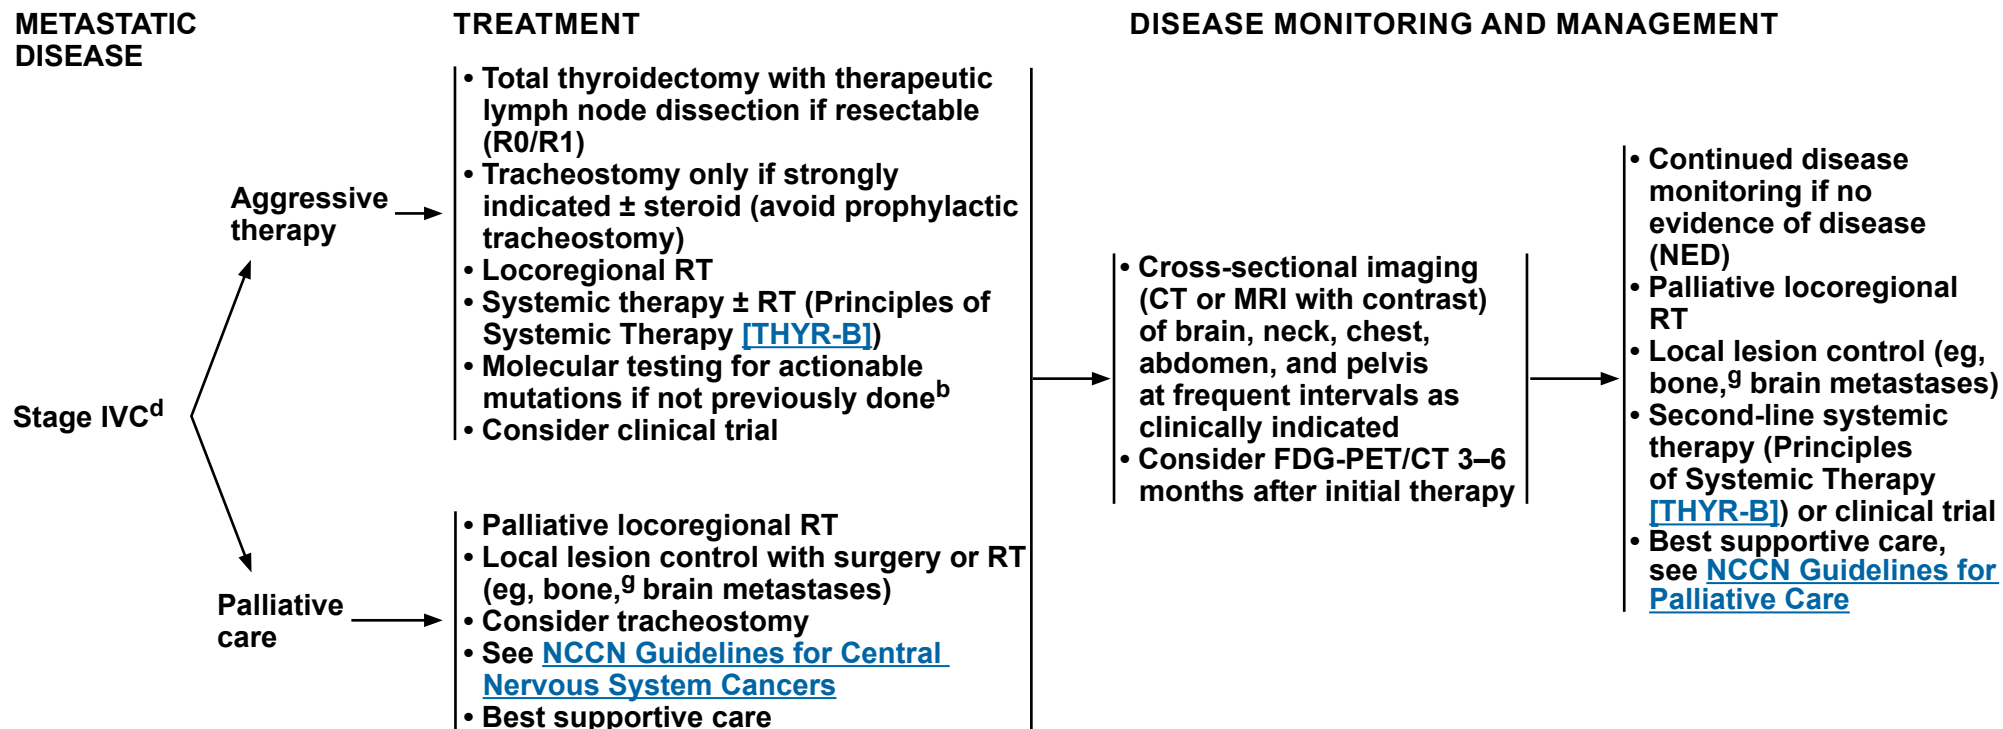 METASTATIC
DISEASE
TREATMENT
DISEASE MONITORING AND MANAGEMENT
Stage IVCd
Aggressive
therapy
• Total thyroidectomy with therapeutic
lymph node dissection if resectable
(R0/R1)
• Tracheostomy only if strongly
indicated ± steroid (avoid prophylactic
tracheostomy)
• Locoregional RT
• Systemic therapy ± RT (Principles of
Systemic Therapy [THYR-B])
• Molecular testing for actionable
mutations if not previously doneb
• Consider clinical trial
Palliative
care
• Palliative locoregional RT
• Local lesion control with surgery or RT
(eg, bone,g brain metastases)
• Consider tracheostomy
• See NCCN Guidelines for Central
Nervous System Cancers
• Best supportive care
• Cross-sectional imaging
(CT or MRI with contrast)
of brain, neck, chest,
abdomen, and pelvis
at frequent intervals as
clinically indicated
• Consider FDG-PET/CT 3–6
months after initial therapy
• Continued disease
monitoring if no
evidence of disease
(NED)
• Palliative locoregional
RT
• Local lesion control (eg,
bone,g brain metastases)
• Second-line systemic
therapy (Principles
of Systemic Therapy
[THYR-B]) or clinical trial
• Best supportive care,
see NCCN Guidelines for
Palliative Care